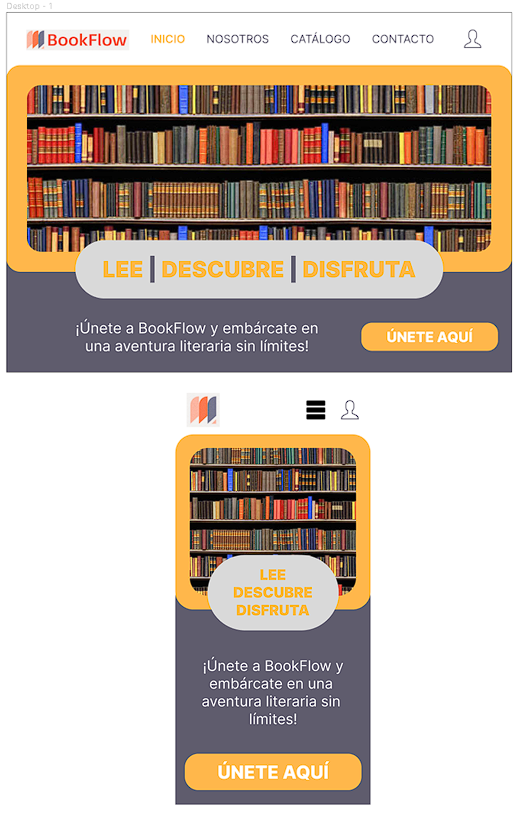 Desktop - 1
BookFlow INICIO NOSOTROS CATÁLOGO CONTACTO
LEE | DESCUBRE | DISFRUTA
¡Únete a BookFlow y embárcate en
una aventura literaria sin límites!
ÚNETE AQUÍ
LEE
DESCUBRE
DISFRUTA
¡Únete a BookFlow y
embárcate en una
aventura literaria sin
límites!
ÚNETE AQUÍ